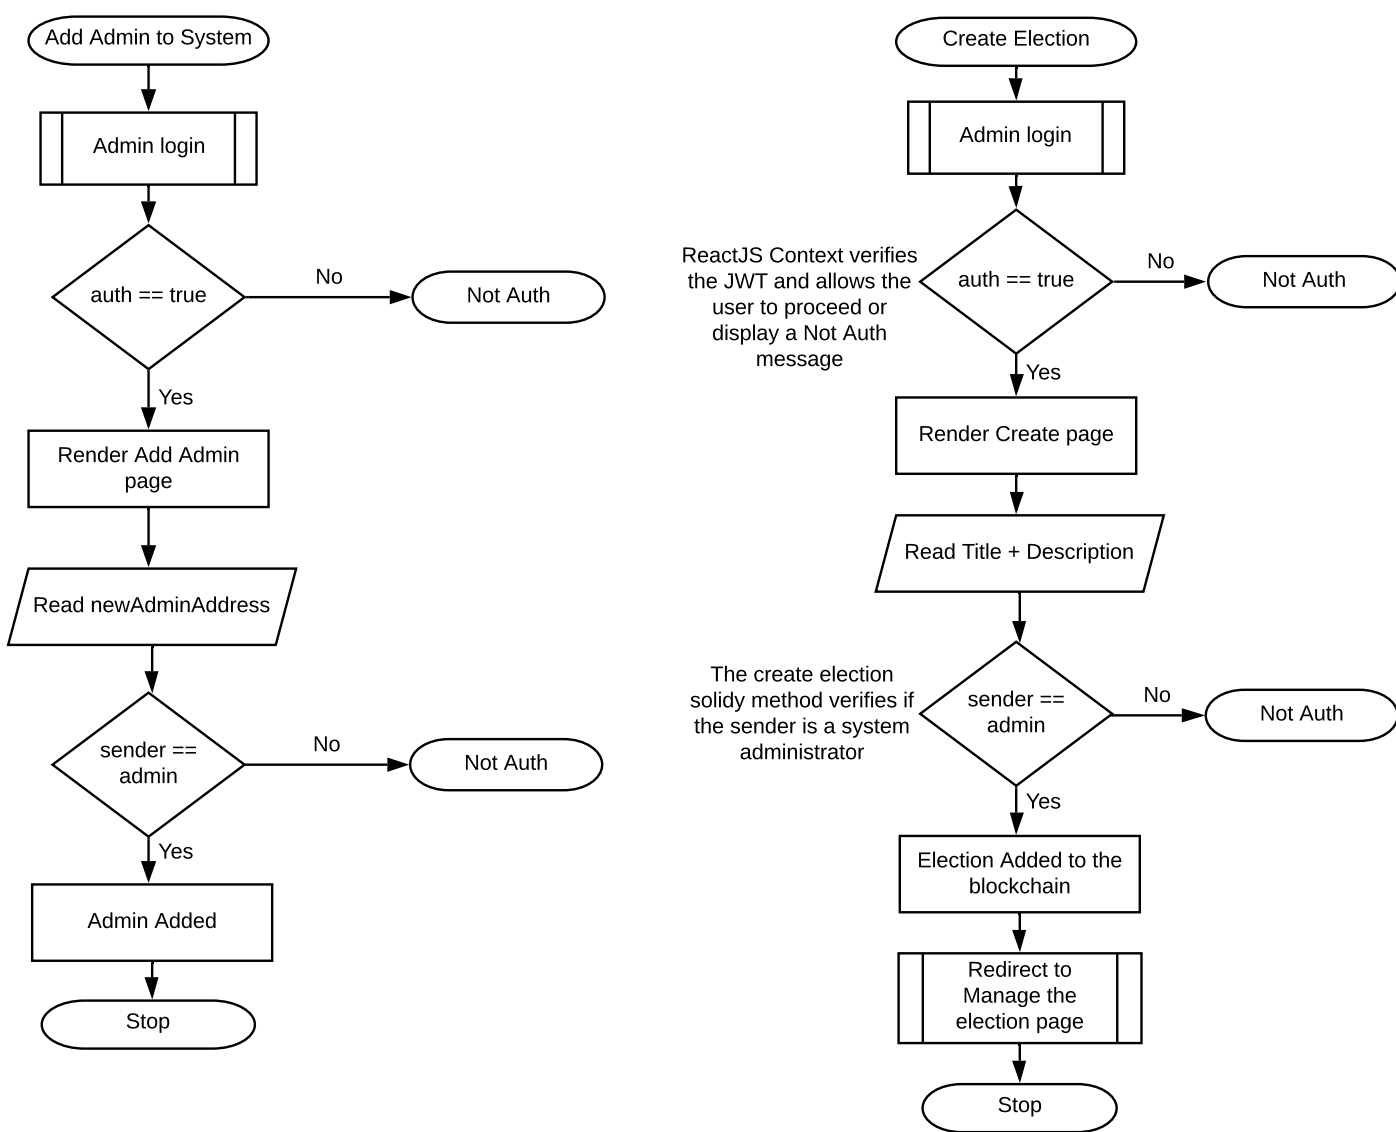 Add Admin to System
Admin login
auth == true
No
Not Auth
Yes
Render Add Admin
page
Read newAdminAddress
sender ==
admin
No
Not Auth
Yes
Admin Added
Stop
Create Election
Admin login
ReactJS Context verifies
the JWT and allows the
user to proceed or
display a Not Auth
message
auth == true
No
Not Auth
Yes
Render Create page
Read Title + Description
The create election
solidy method verifies if
the sender is a system
administrator
sender ==
admin
No
Not Auth
Yes
Election Added to the
blockchain
Redirect to
Manage the
election page
Stop